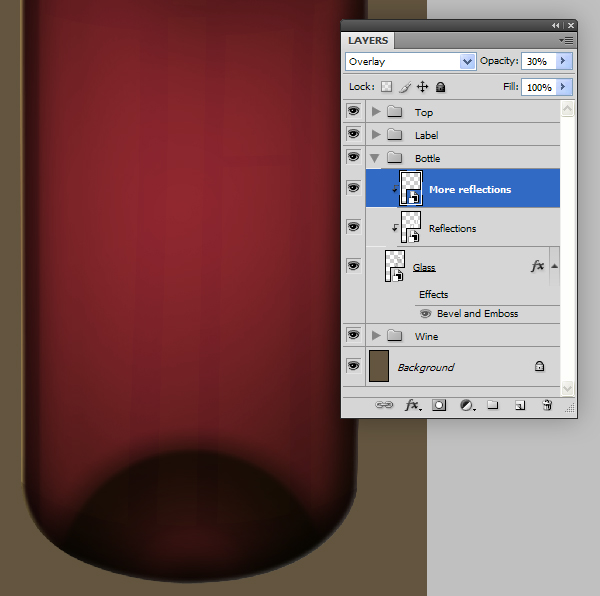 LAYERS
Overlay Opacity: 30%
Lock: Fill: 100%
Top
Label
Bottle
More reflections
Reflections
Glass fx
Effects
Bevel and Emboss
Wine
Background
fx.